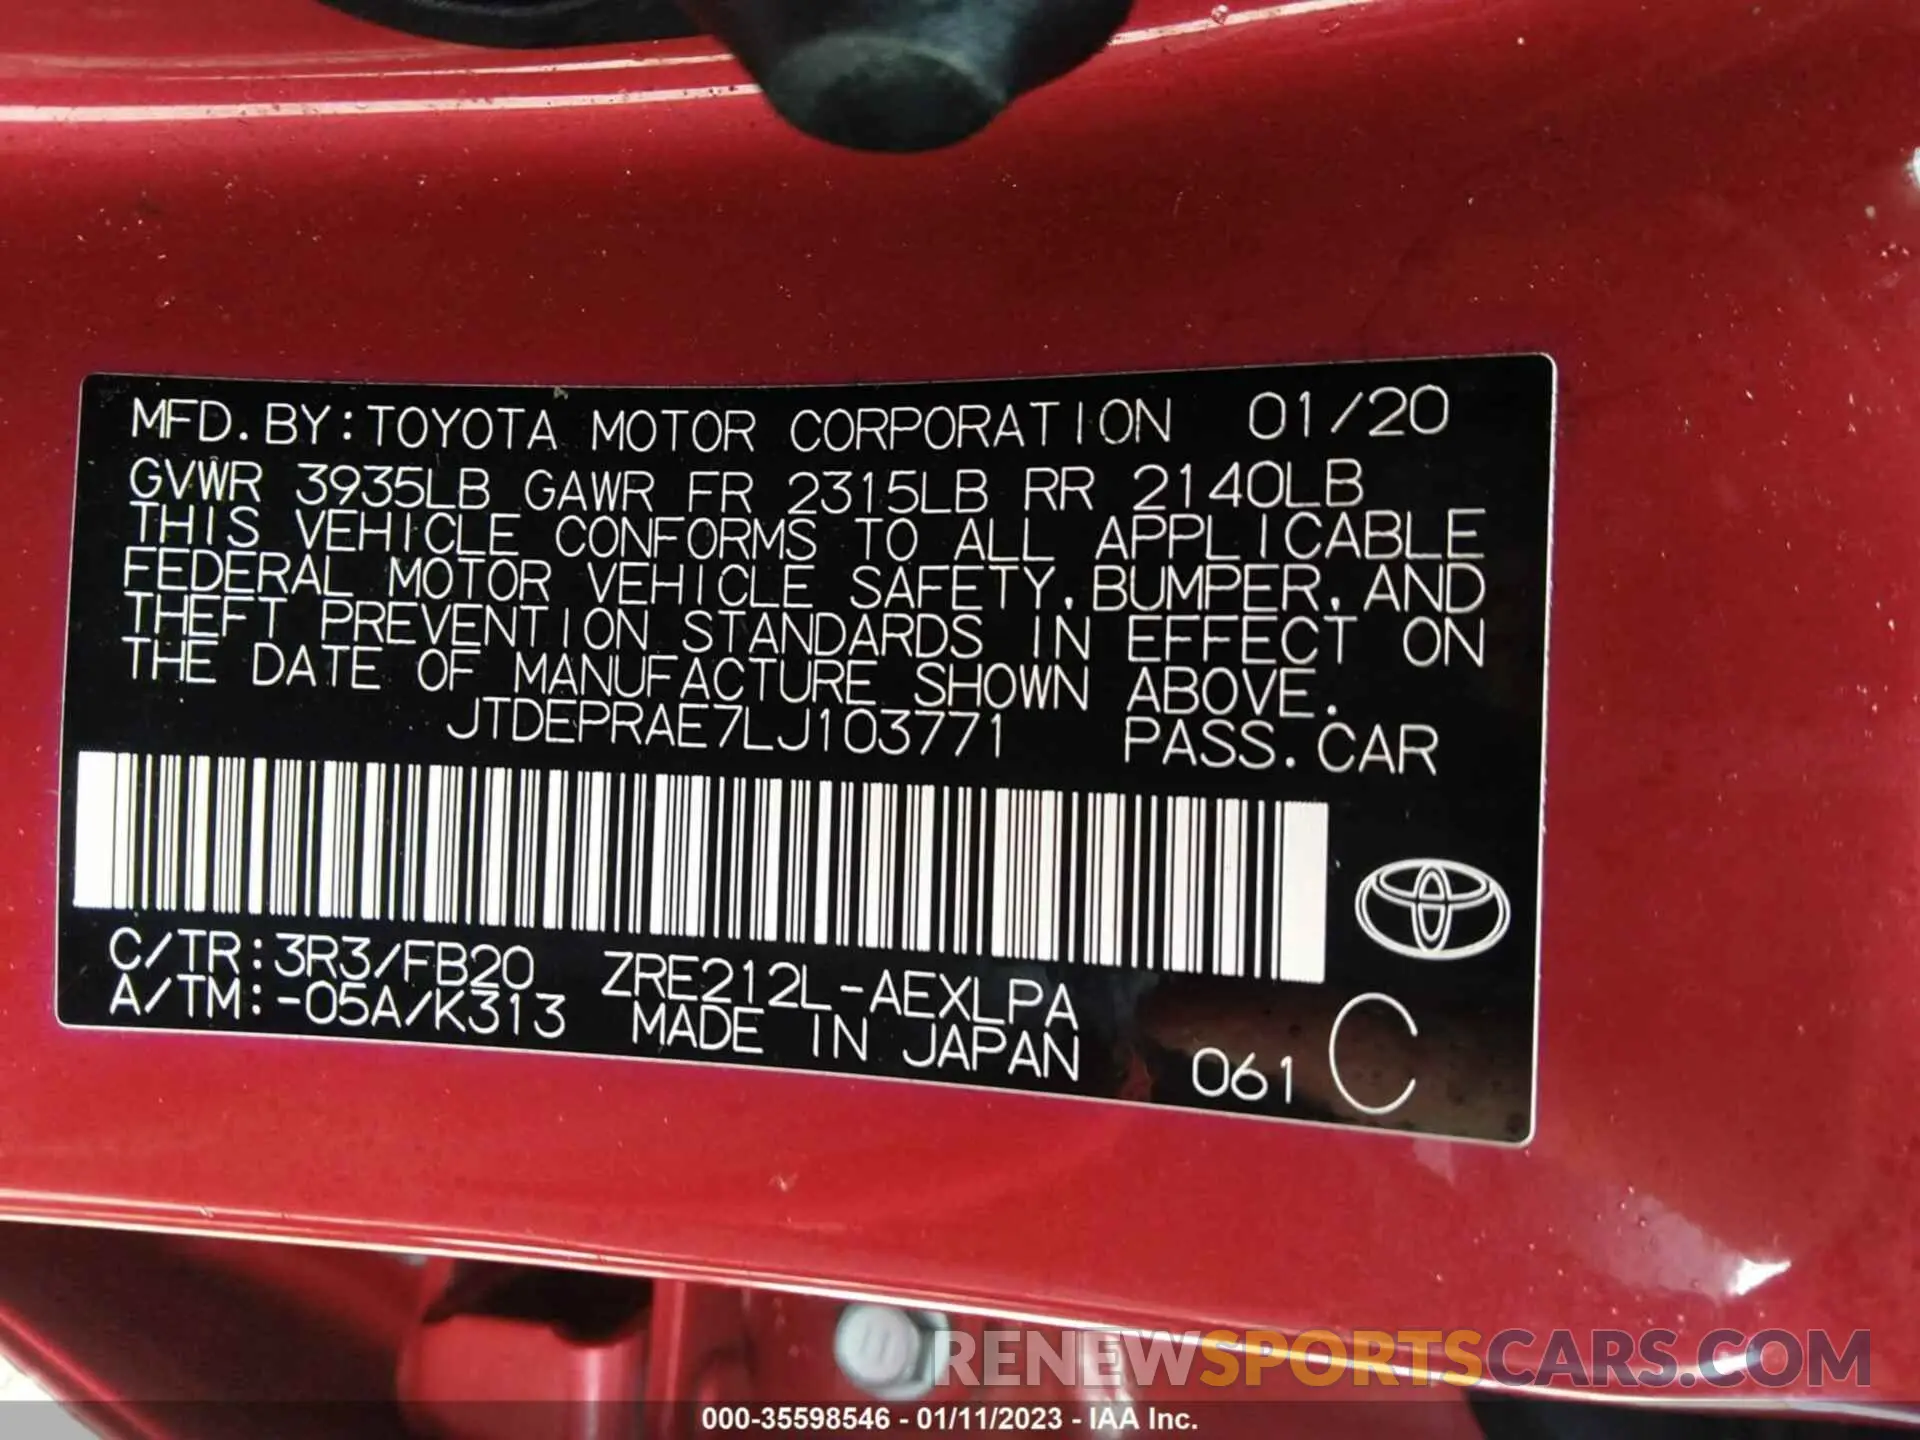 MFD. BY: TOYOTA MOTOR CORPORATION 01/20
GVWR 3935LB GAWR FR 2315LB RR 2140LB
THIS VEHICLE CONFORMS TO ALL APPLICABLE
FEDERAL MOTOR VEHICLE SAFETY, BUMPER, AND
THEFT PREVENTION STANDARDS IN EFFECT ON
THE DATE OF MANUFACTURE SHOWN ABOVE.
JTDEPRAE7LJ103771 PASS. CAR
C/TR: 3R3/FB20 ZRE212L-AEXLPA
A/TM: -05A/K313 MADE IN JAPAN 061 C
RENEWSPORTSCARS.COM
000-35598546 - 01/11/2023 - IAA Inc.